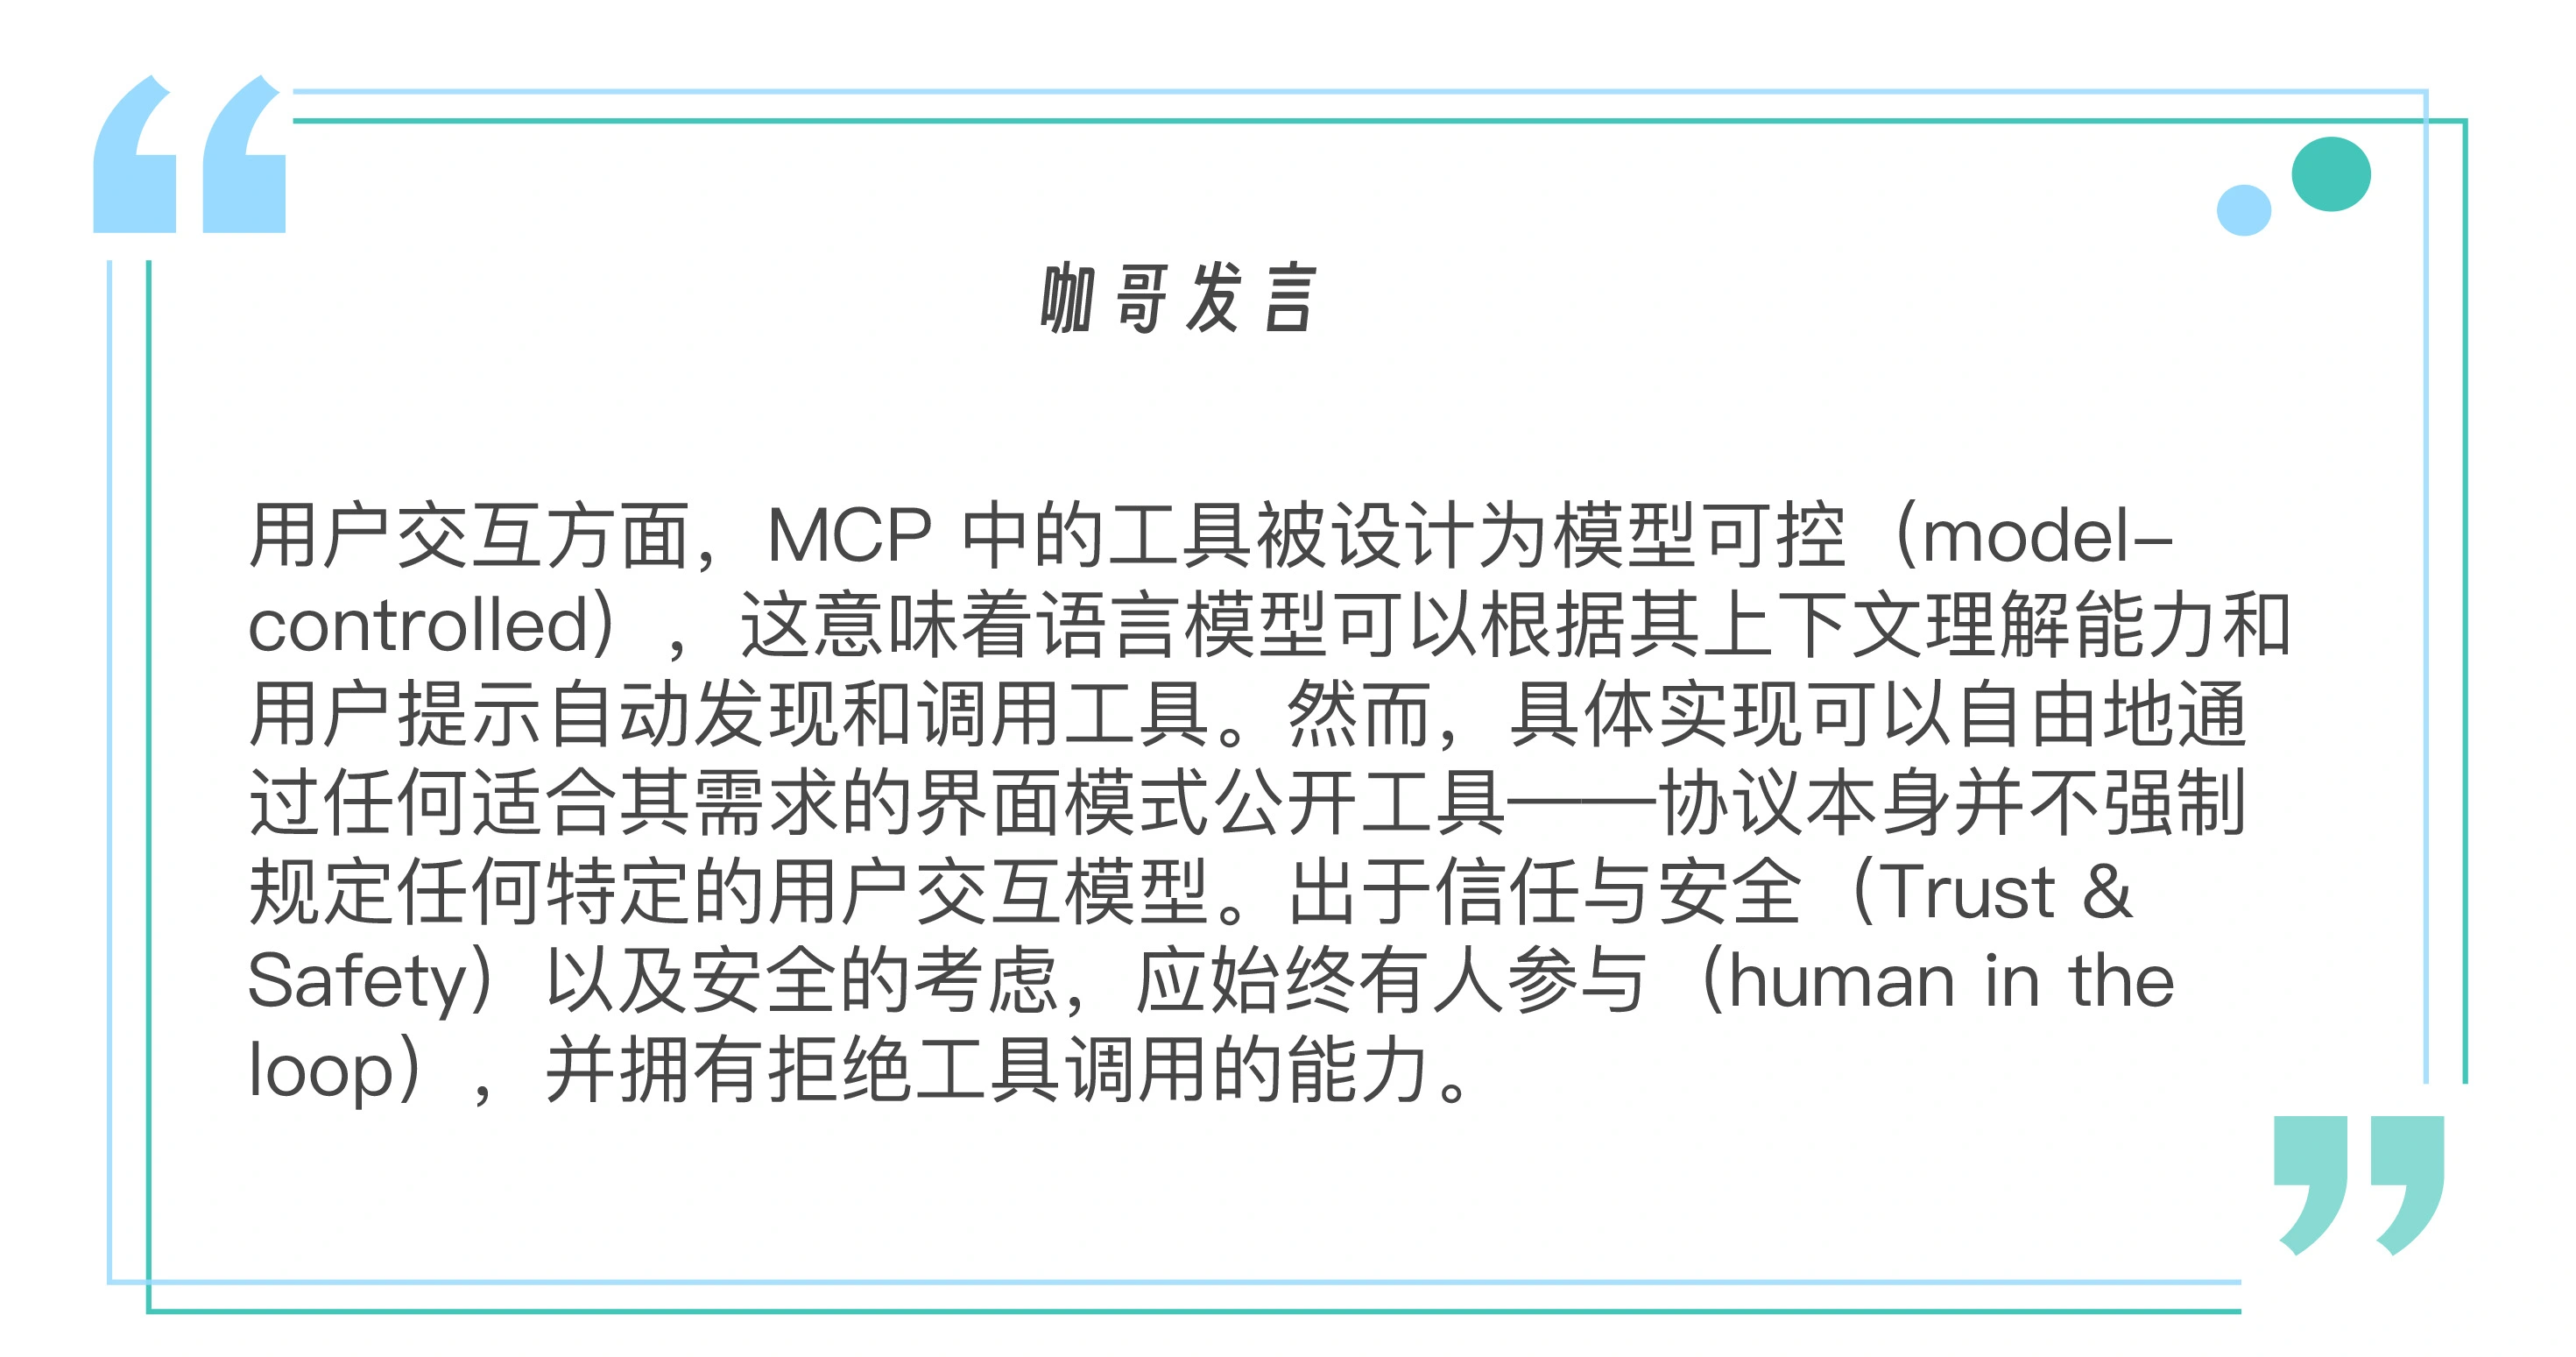 咖哥发言
用户交互方面，MCP 中的工具被设计为模型可控（model-
controlled），这意味着语言模型可以根据其上下文理解能力和
用户提示自动发现和调用工具。然而，具体实现可以自由地通
过任何适合其需求的界面模式公开工具——协议本身并不强制
规定任何特定的用户交互模型。出于信任与安全（Trust &
Safety）以及安全的考虑，应始终有人参与（human in the
loop），并拥有拒绝工具调用的能力。